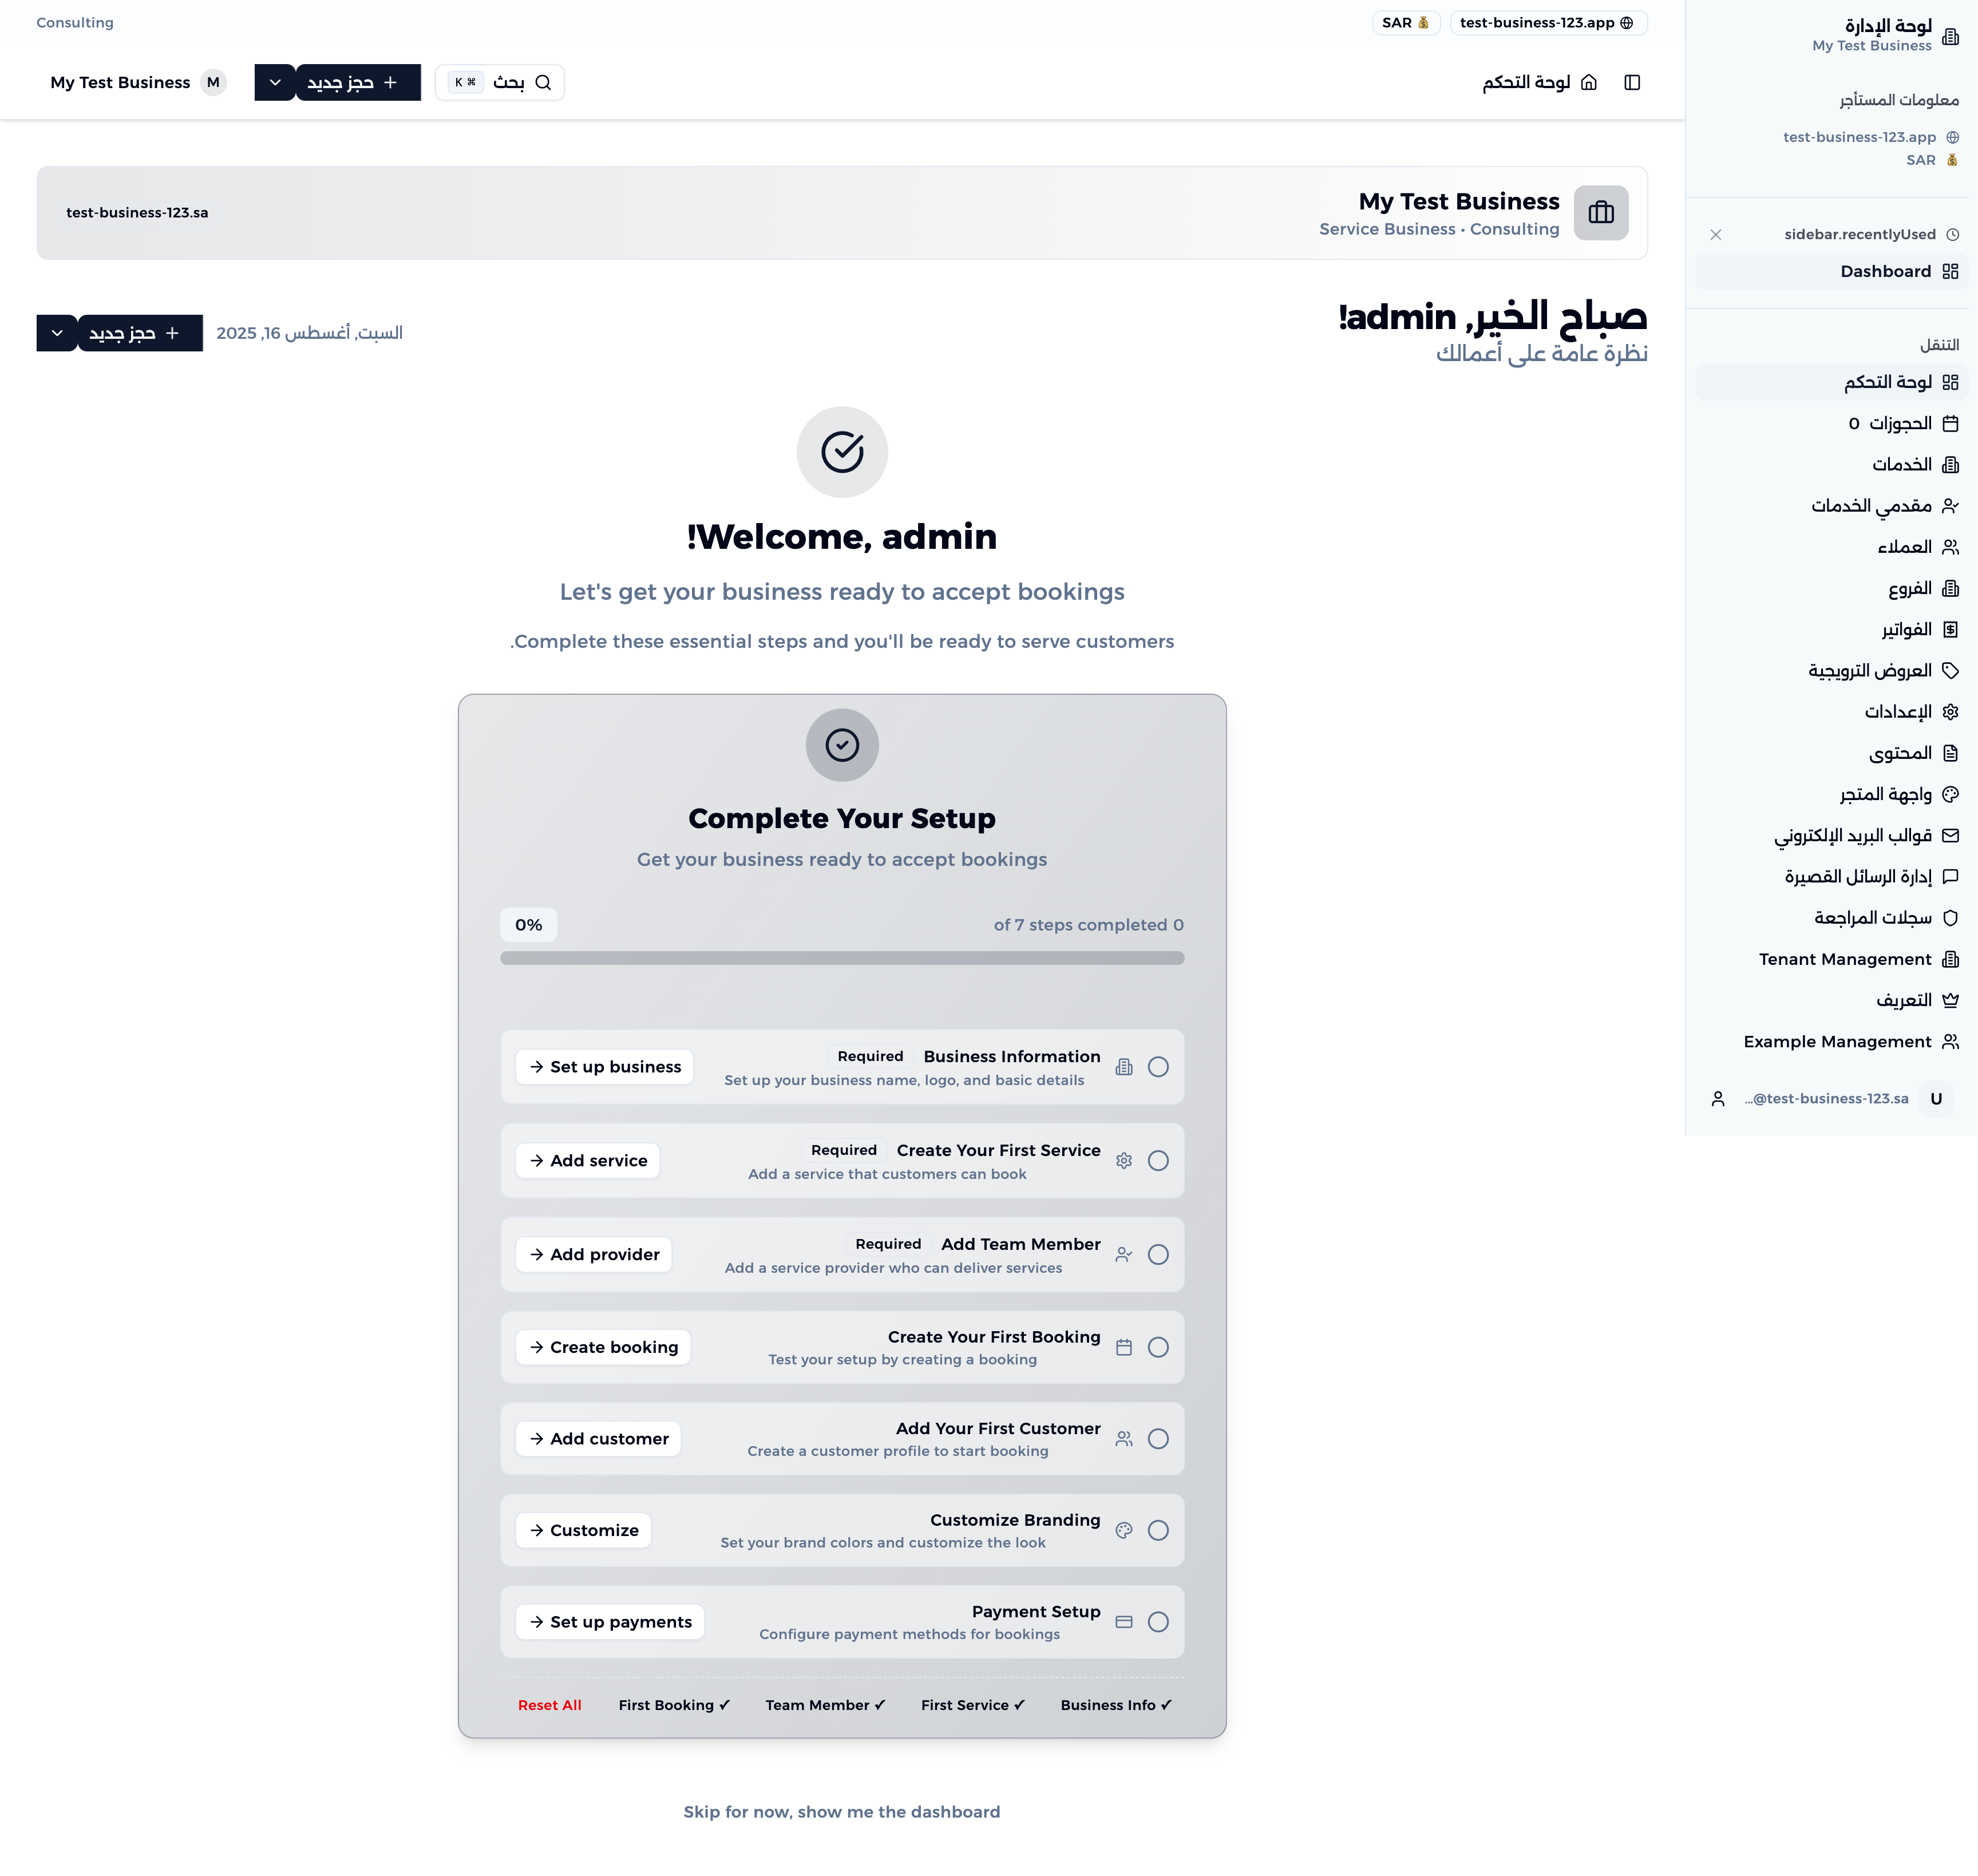 لوحة الإدارة
My Test Business
معلومات المستأجر
test-business-123.app
💰 SAR
sidebar.recentlyUsed
Dashboard
التنقل
لوحة التحكم
الحجوزات 0
الخدمات
مقدمي الخدمات
العملاء
الفروع
الفواتير
العروض الترويجية
الإعدادات
المحتوى
واجهة المتجر
قوالب البريد الإلكتروني
إدارة الرسائل القصيرة
سجلات المراجعة
Tenant Management
التعريف
Example Management
U
...@test-business-123.sa
test-business-123.app
SAR 💰
Consulting
لوحة التحكم
بحث
K ⌘
حجز جديد
M
My Test Business
My Test Business
Service Business • Consulting
test-business-123.sa
صباح الخير, admin!
نظرة عامة على أعمالك
السبت, أغسطس 16, 2025
حجز جديد
!Welcome, admin
Let's get your business ready to accept bookings
.Complete these essential steps and you'll be ready to serve customers
Complete Your Setup
Get your business ready to accept bookings
of 7 steps completed 0
0%
Business Information
Required
Set up your business name, logo, and basic details
→ Set up business
Create Your First Service
Required
Add a service that customers can book
→ Add service
Add Team Member
Required
Add a service provider who can deliver services
→ Add provider
Create Your First Booking
Test your setup by creating a booking
→ Create booking
Add Your First Customer
Create a customer profile to start booking
→ Add customer
Customize Branding
Set your brand colors and customize the look
→ Customize
Payment Setup
Configure payment methods for bookings
→ Set up payments
Business Info ✓
First Service ✓
Team Member ✓
First Booking ✓
Reset All
Skip for now, show me the dashboard